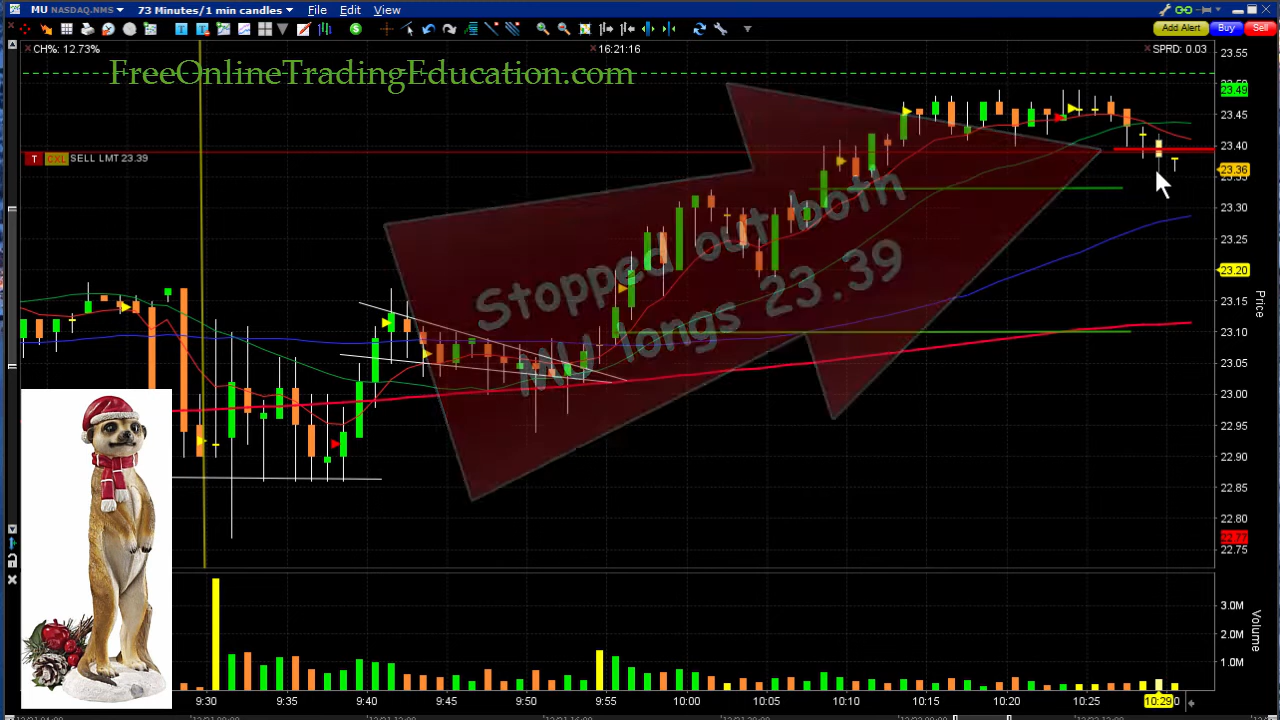 MU NASDAQ.NMS 73 Minutes/1 min candles File Edit View
Add Alert Buy Sell
CH%: 12.73% 16:21:16 SPRD: 0.03
FreeOnlineTradingEducation.com
T CXL SELL LMT 23.39
Stopped out both
MU longs 23.39
23.55
23.49
23.45
23.40
23.36
23.30
23.25
23.20
23.15
23.10
23.05
23.00
22.95
22.90
22.85
22.80
22.77
22.75
Price
3.0M
2.0M
1.0M
Volume
9:30 9:35 9:40 9:45 9:50 9:55 10:00 10:05 10:10 10:15 10:20 10:25 10:29